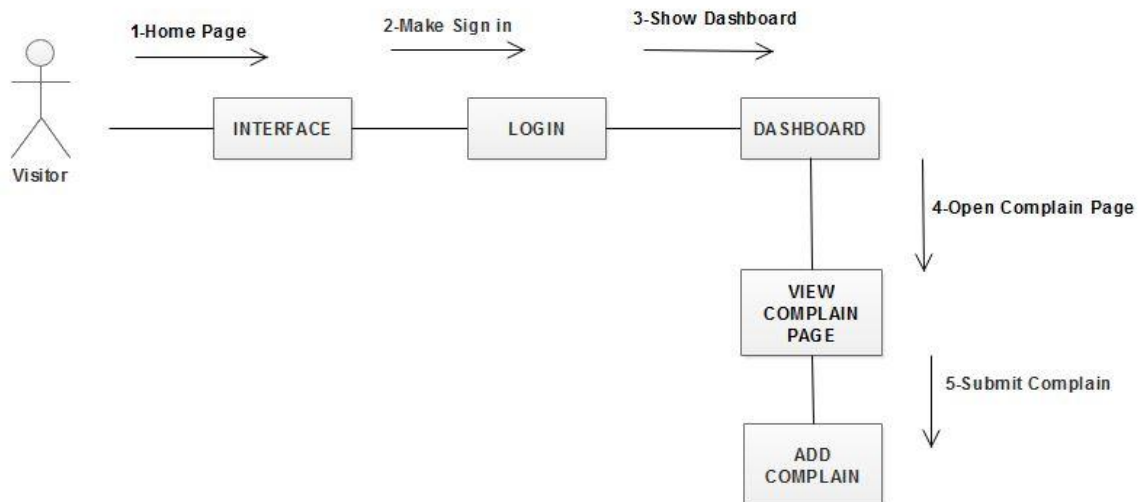 1-Home Page
2-Make Sign in
3-Show Dashboard
INTERFACE
LOGIN
DASHBOARD
Visitor
4-Open Complain Page
VIEW
COMPLAIN
PAGE
5-Submit Complain
ADD
COMPLAIN